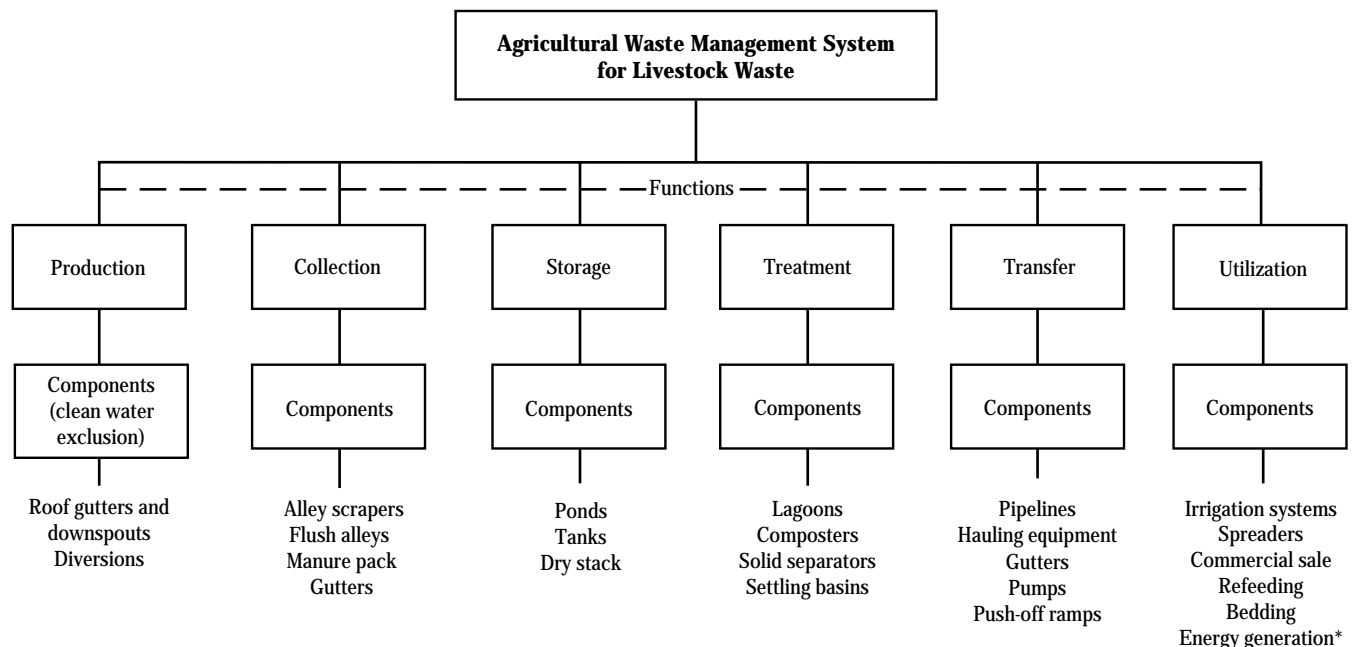 Agricultural Waste Management System
for Livestock Waste
Functions
Production
Collection
Storage
Treatment
Transfer
Utilization
Components
(clean water
exclusion)
Components
Components
Components
Components
Components
Roof gutters and
downspouts
Diversions
Alley scrapers
Flush alleys
Manure pack
Gutters
Ponds
Tanks
Dry stack
Lagoons
Composters
Solid separators
Settling basins
Pipelines
Hauling equipment
Gutters
Pumps
Push-off ramps
Irrigation systems
Spreaders
Commercial sale
Refeeding
Bedding
Energy generation*